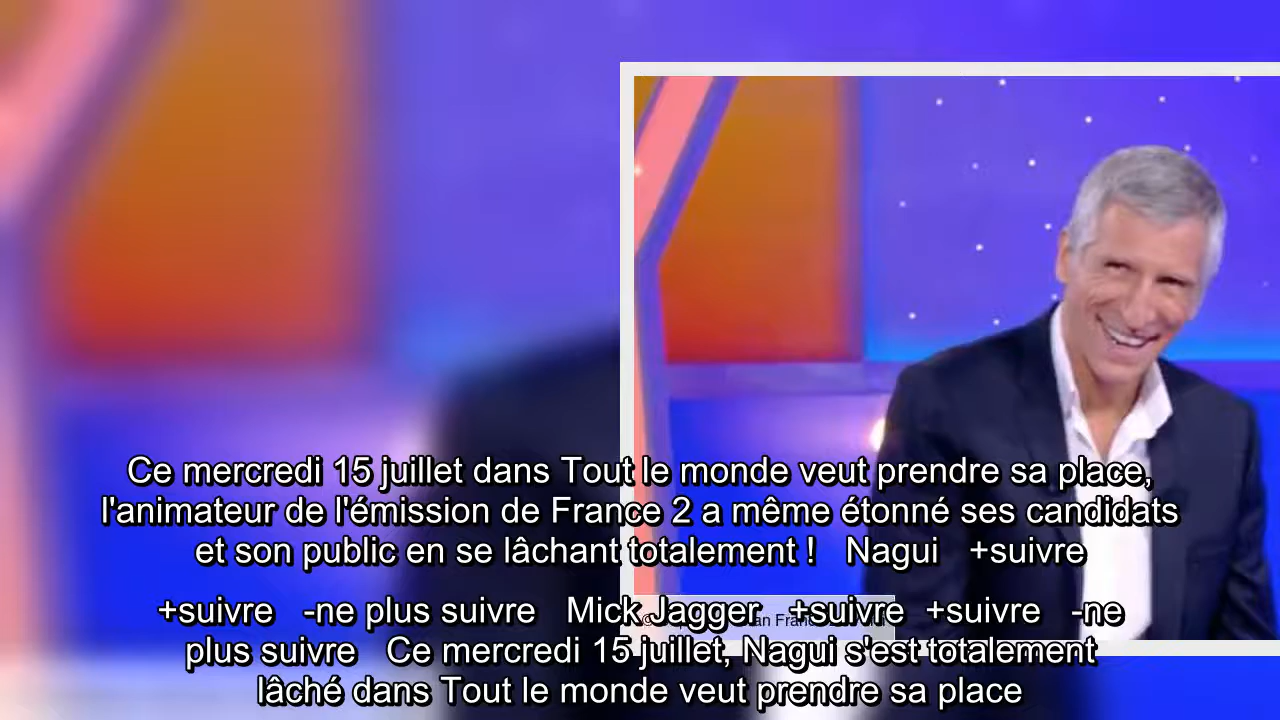 Ce mercredi 15 juillet dans Tout le monde veut prendre sa place,
l'animateur de l'émission de France 2 a même étonné ses candidats
et son public en se lâchant totalement ! Nagui +suivre
+suivre -ne plus suivre Mick Jagger +suivre +suivre -ne
plus suivre Ce mercredi 15 juillet, Nagui s'est totalement
lâché dans Tout le monde veut prendre sa place